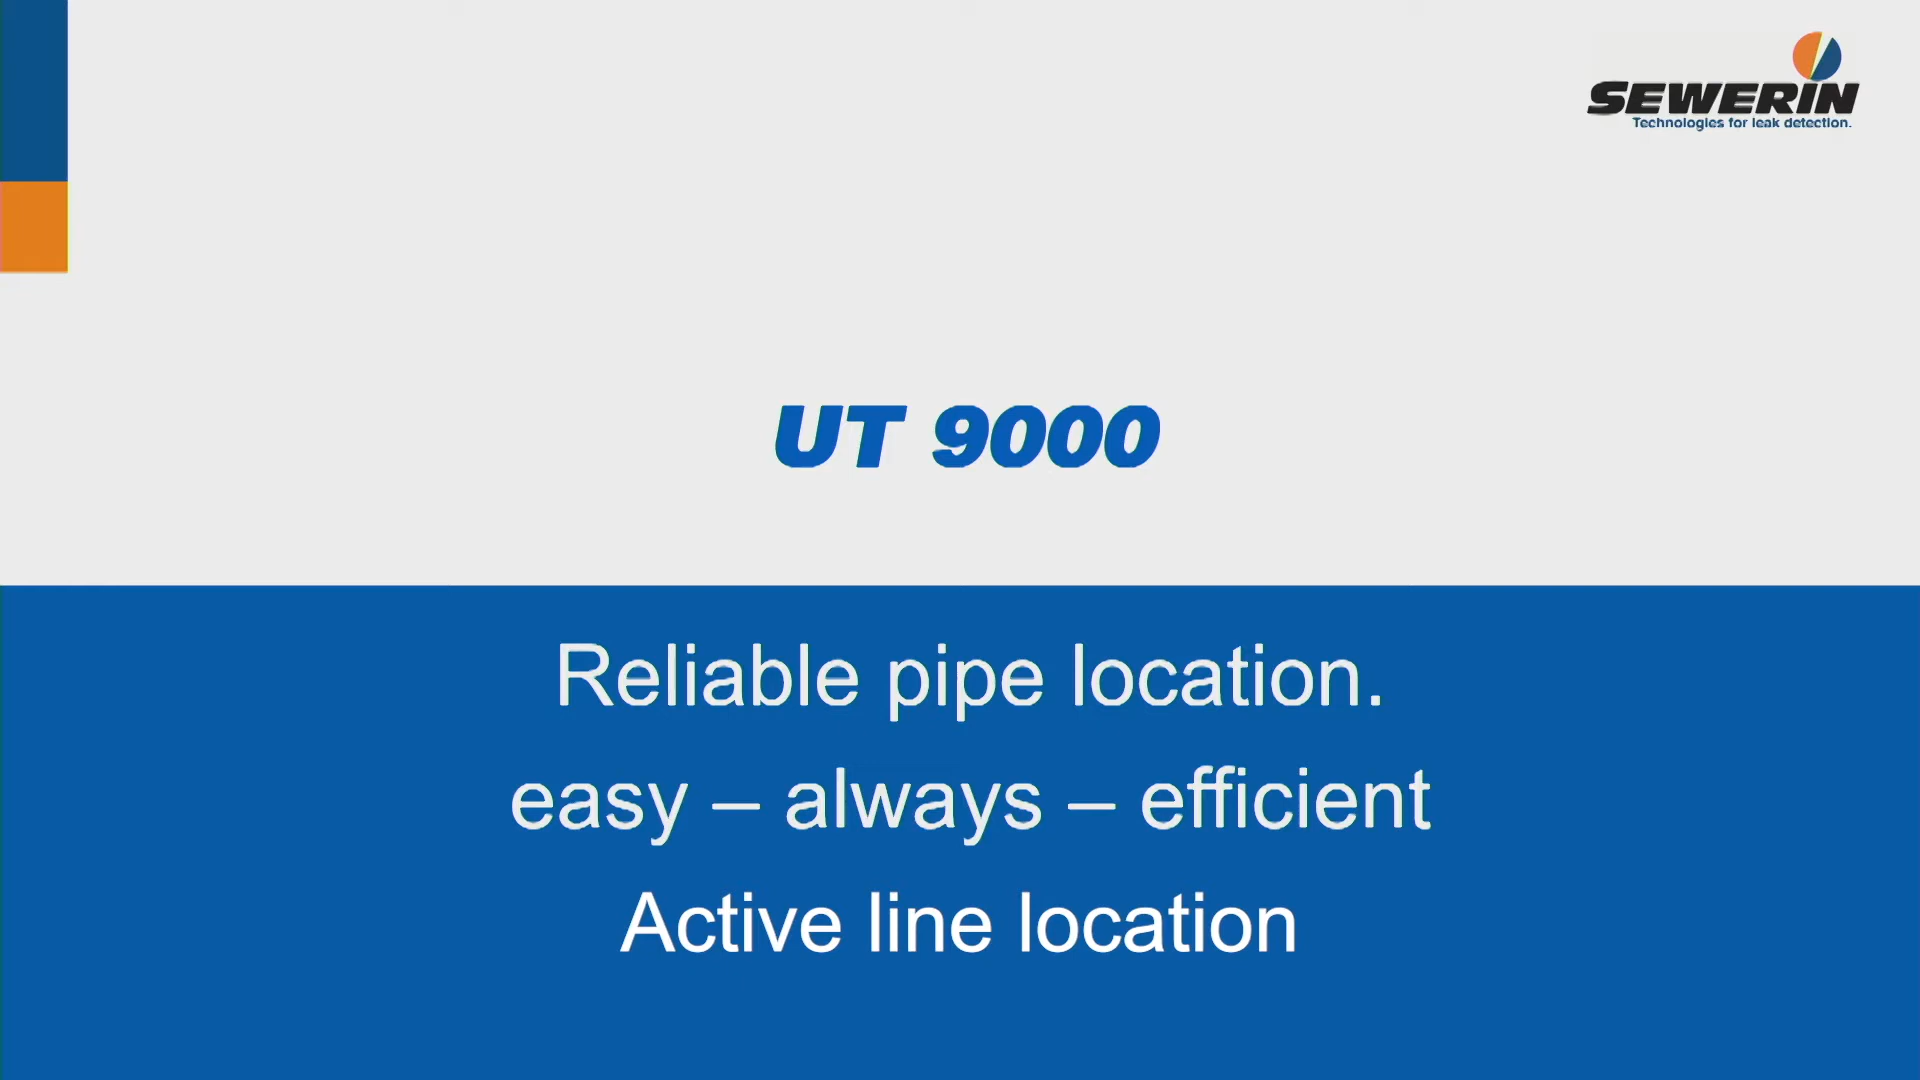 SEWERIN
Technologies for leak detection.
UT 9000
Reliable pipe location.
easy – always – efficient
Active line location